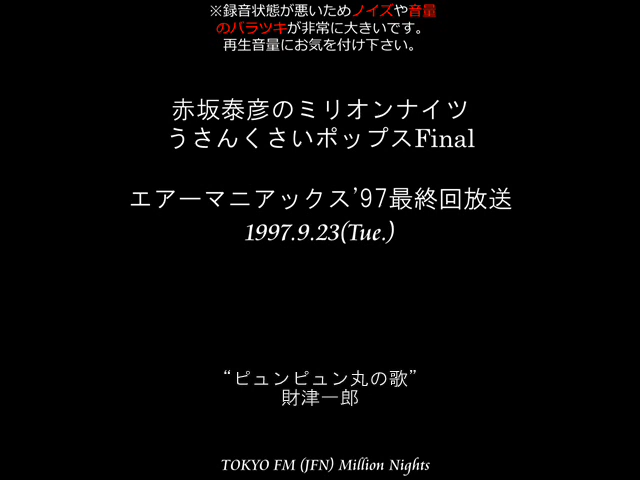 ※録音状態が悪いためノイズや音量
のバラツキが非常に大きいです。
再生音量にお気を付け下さい。
赤坂泰彦のミリオンナイツ
うさんくさいポップスFinal
エアーマニアックス’97最終回放送
1997.9.23(Tue.)
“ピュンピュン丸の歌”
財津一郎
TOKYO FM (JFN) Million Nights